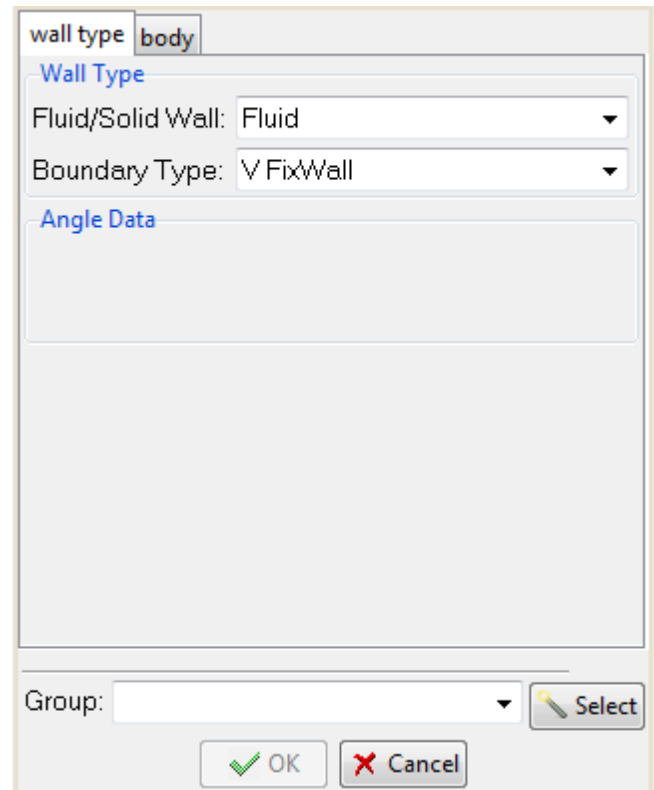 wall type body
Wall Type
Fluid/Solid Wall: Fluid
Boundary Type: V FixWall
Angle Data
Group: Select
OK Cancel